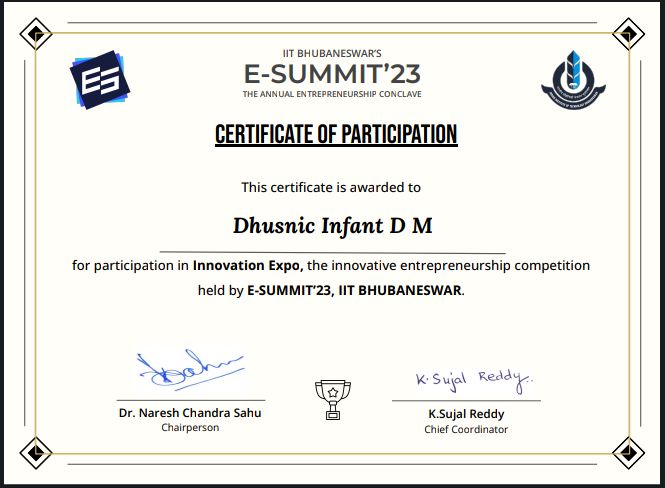 IIT BHUBANESWAR'S
E-SUMMIT'23
THE ANNUAL ENTREPRENEURSHIP CONCLAVE
ES
CERTIFICATE OF PARTICIPATION
This certificate is awarded to
Dhusnic Infant D M
for participation in Innovation Expo, the innovative entrepreneurship competition
held by E-SUMMIT'23, IIT BHUBANESWAR.
K.Sujal Reddy..
Dr. Naresh Chandra Sahu
K.Sujal Reddy
Chairperson
Chief Coordinator